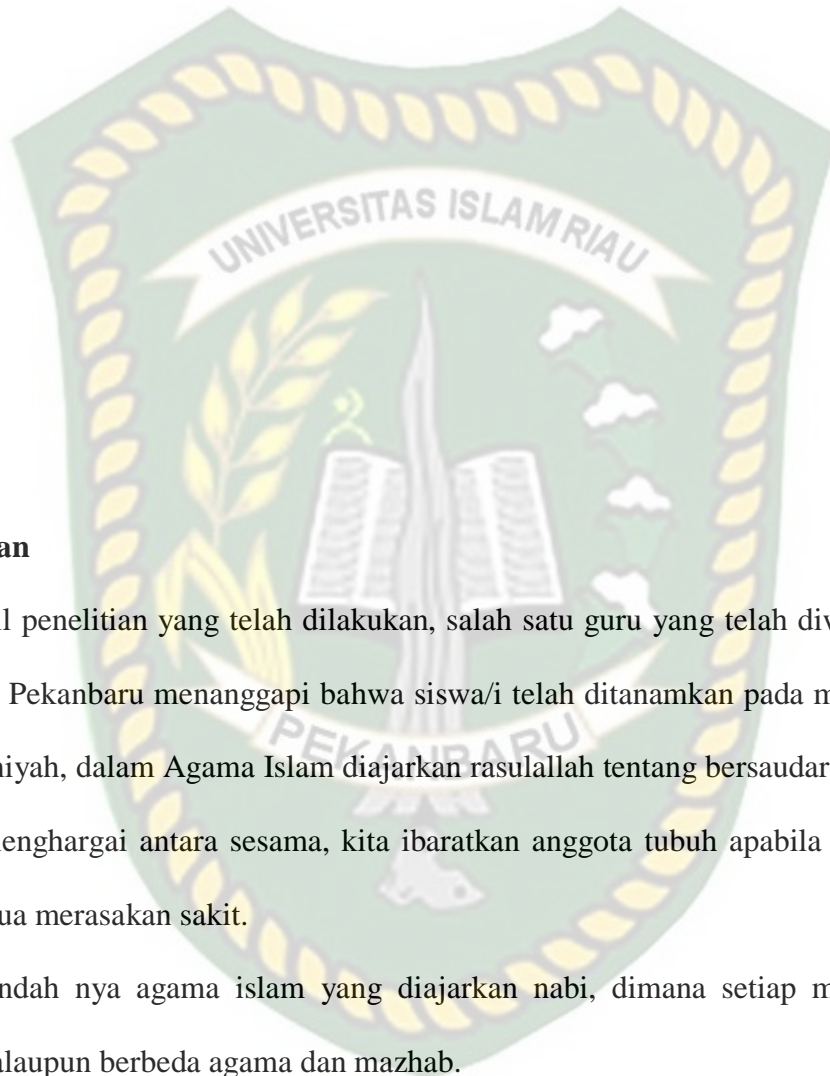 UNIVERSITAS ISLAM RIAU
an
l penelitian yang telah dilakukan, salah satu guru yang telah div
Pekanbaru menanggapi bahwa siswa/i telah ditanamkan pada m
PEKANBARU
niyah, dalam Agama Islam diajarkan rasulallah tentang bersaudar
nenghargai antara sesama, kita ibaratkan anggota tubuh apabila
ua merasakan sakit.
ndah nya agama islam yang diajarkan nabi, dimana setiap m
alaupun berbeda agama dan mazhab.